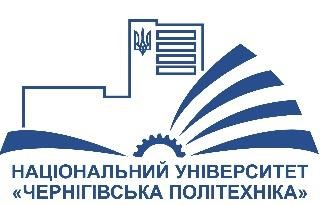 НАЦІОНАЛЬНИЙ УНІВЕРСИТЕТ
«ЧЕРНІГІВСЬКА ПОЛІТЕХНІКА»